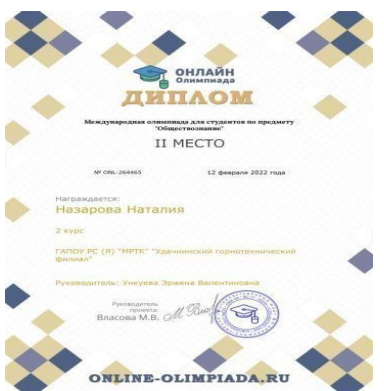 ОНЛАЙН
Олимпиада
ДИПЛОМ
Международная олимпиада для студентов по предмету
"Обществознание"
II МЕСТО
№ ONL-264465
12 февраля 2022 года
Награждается:
Назарова Наталия
2 курс
ГАПОУ РС (Я) "МРТК" "Удачнинский горнотехнический
филиал"
Руководитель: Ункуева Эржена Валентиновна
Руководитель
проекта:
Власова М.В.
ONLINE-OLIMPIADA.RU